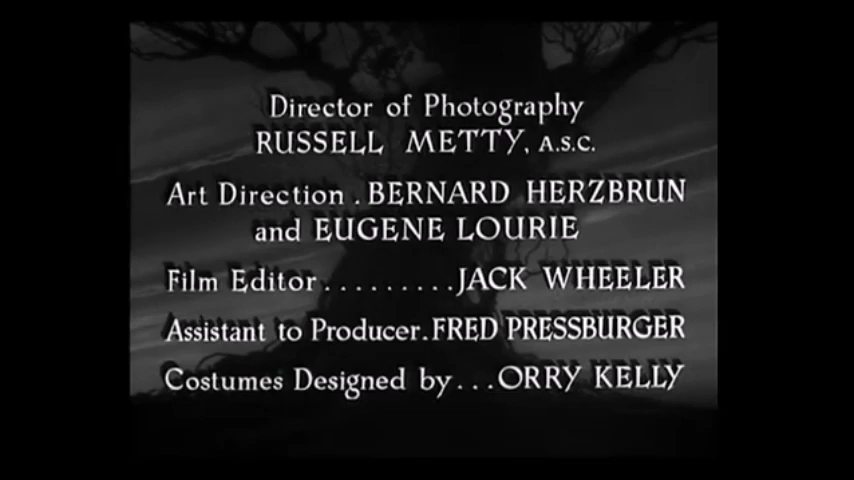 Director of Photography
RUSSELL METTY, A.S.C.
Art Direction . BERNARD HERZBRUN
and EUGENE LOURIE
Film Editor.........JACK WHEELER
Assistant to Producer.FRED PRESSBURGER
Costumes Designed by...ORRY KELLY